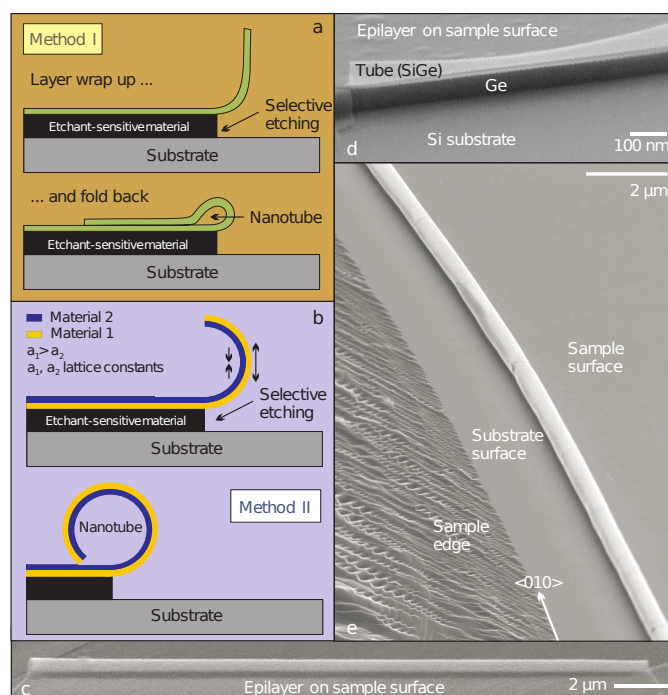 a
Method I
Layer wrap up ...
Selective
etching
Etchant-sensitive material
Substrate
... and fold back
Nanotube
Etchant-sensitive material
Substrate
b
Material 2
Material 1
a₁> a₂
a₁, a₂ lattice constants
Selective
etching
Etchant-sensitive material
Substrate
Method II
Nanotube
Substrate
c
Epilayer on sample surface
2 µm
Epilayer on sample surface
Tube (SiGe)
Ge
Si substrate
d
100 nm
2 µm
Sample
surface
Substrate
surface
Sample
edge
<010>
e